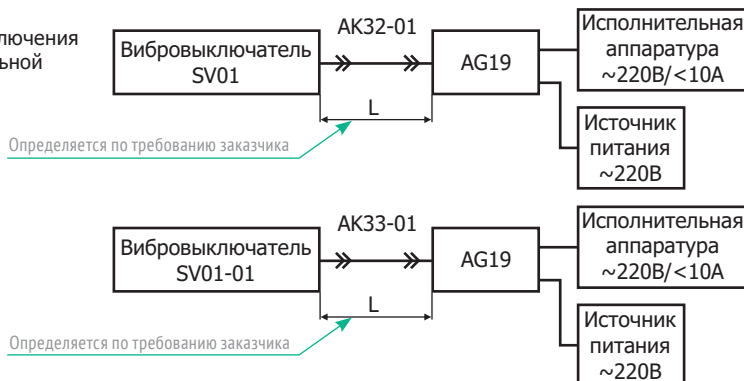 лючения
ьной
Вибровыключатель
SV01
AK32-01
AG19
Исполнительная
аппаратура
~220В/<10А
L
Определяется по требованию заказчика
Источник
питания
~220В
Вибровыключатель
SV01-01
AK33-01
AG19
Исполнительная
аппаратура
~220В/<10А
L
Определяется по требованию заказчика
Источник
питания
~220В